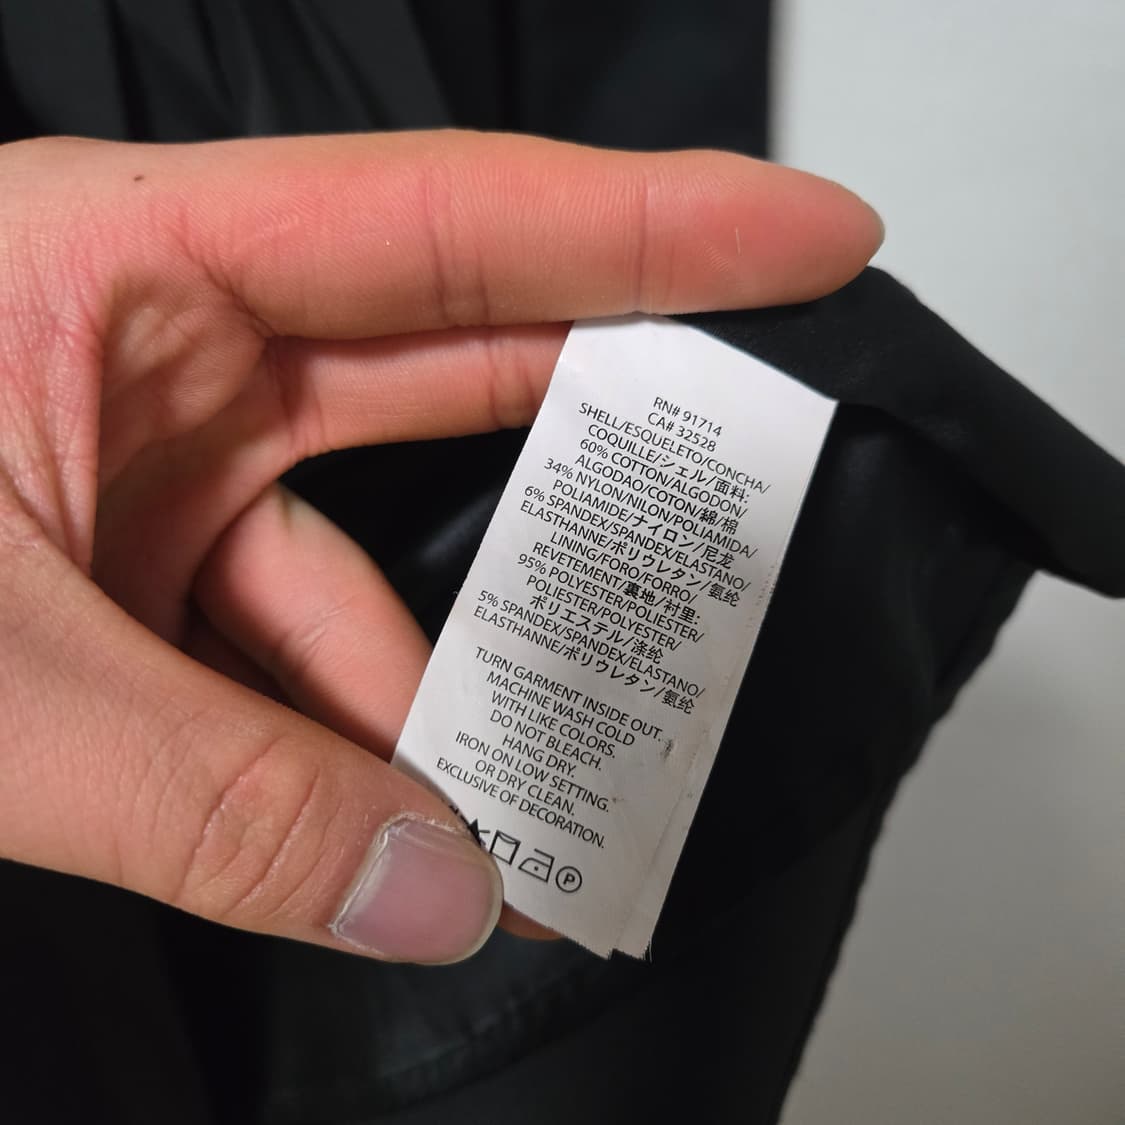 RN# 91714
CA# 32528
SHELL/ESQUELETO/CONCHA/
COQUILLE/シェル/面料:
60% COTTON/ALGODON/
ALGODAO/COTON/綿/棉
34% NYLON/NILON/POLIAMIDA/
POLIAMIDE/ナイロン/尼龙
6% SPANDEX/SPANDEX/ELASTANO/
ELASTHANNE/ポリウレタン/氨纶
LINING/FORO/FORRO/
REVETEMENT/裏地/衬里:
95% POLYESTER/POLIESTER/
POLIESTER/POLYESTER/
ポリエステル/涤纶
5% SPANDEX/SPANDEX/ELASTANO/
ELASTHANNE/ポリウレタン/氨纶
TURN GARMENT INSIDE OUT.
MACHINE WASH COLD
WITH LIKE COLORS.
DO NOT BLEACH.
HANG DRY.
IRON ON LOW SETTING.
OR DRY CLEAN.
EXCLUSIVE OF DECORATION.
P